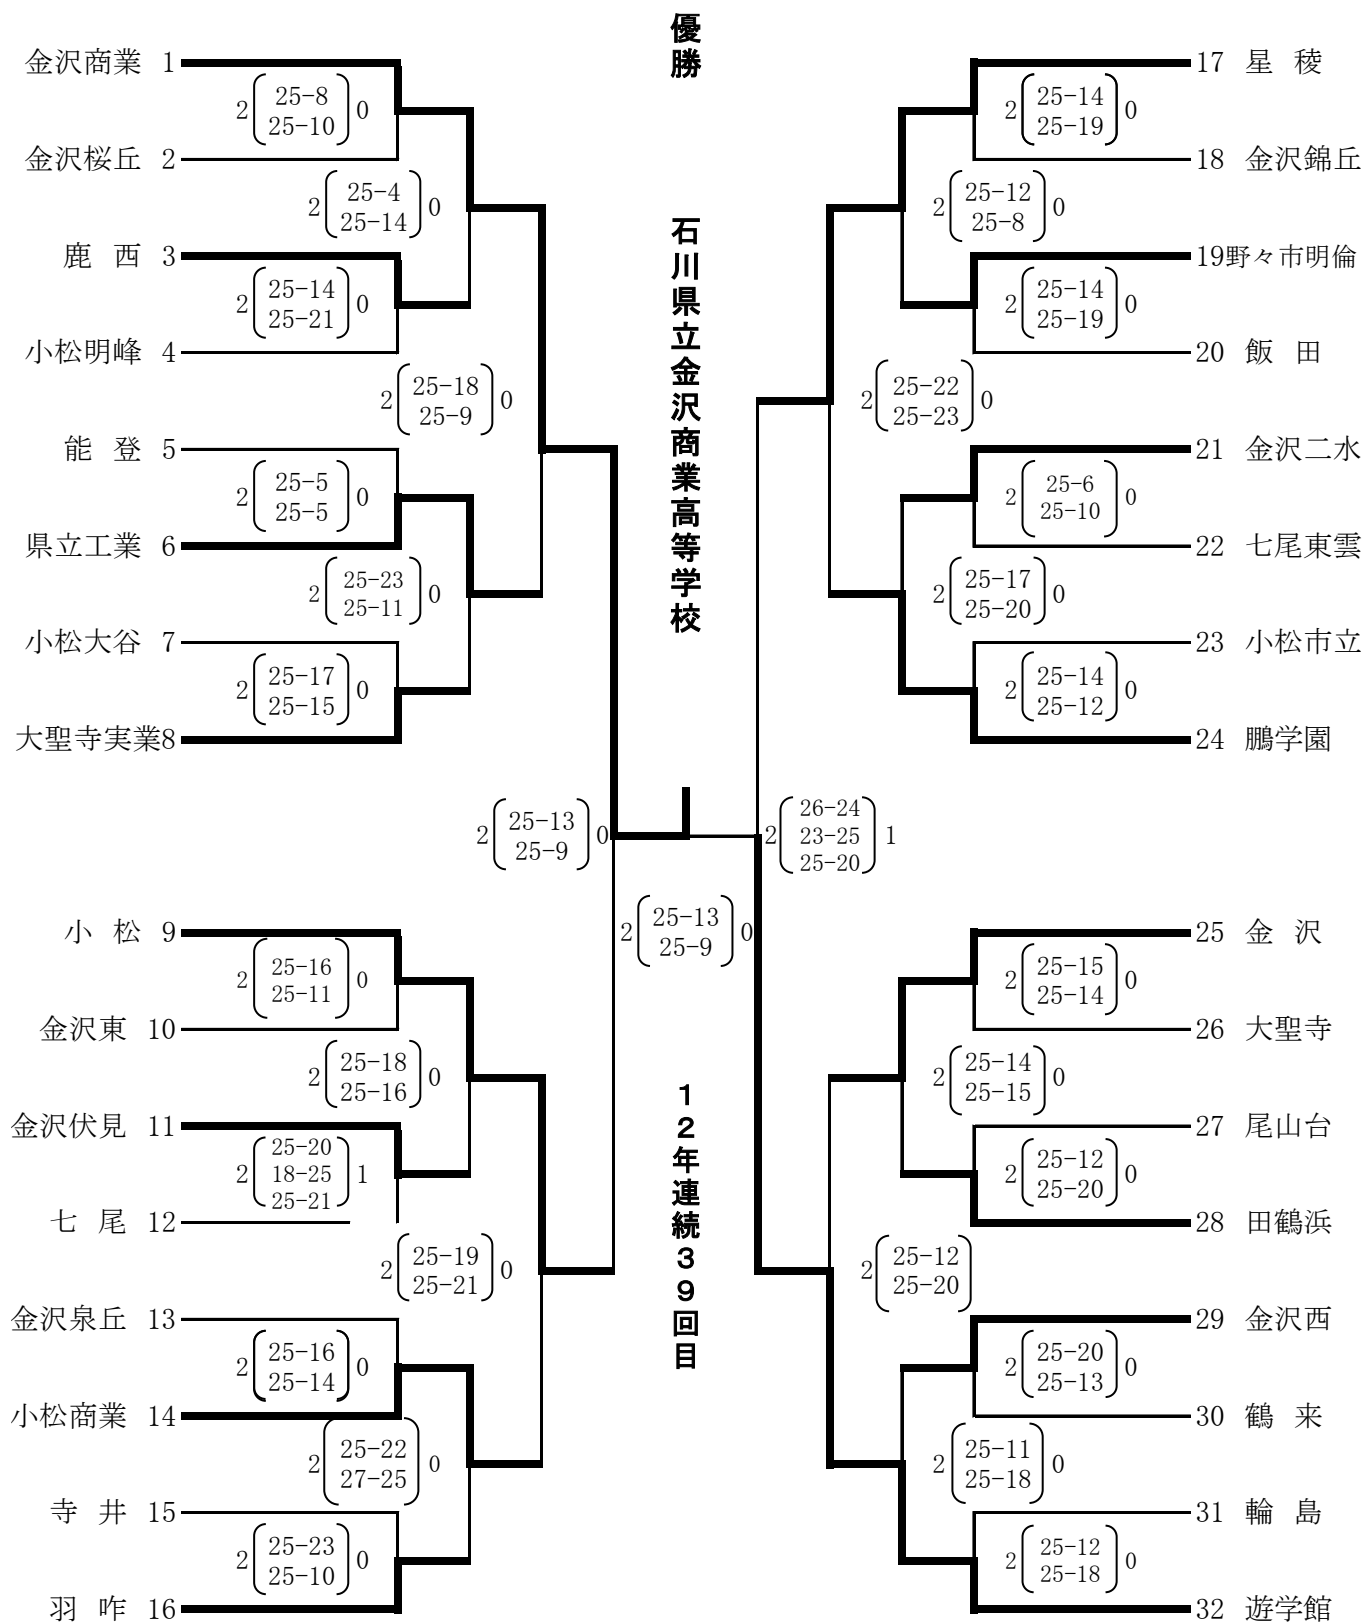 優勝
石川県立金沢商業高等学校
12年連続39回目
金沢商業 1
2 25-8 0
25-10
金沢桜丘 2
2 25-4 0
25-14
鹿 西 3
2 25-14 0
25-21
小松明峰 4
2 25-18 0
25-9
能 登 5
2 25-5 0
25-5
県立工業 6
2 25-23 0
25-11
小松大谷 7
2 25-17 0
25-15
大聖寺実業8
2 25-13 0
25-9
小 松 9
2 25-16 0
25-11
金沢東 10
2 25-18 0
25-16
金沢伏見 11
25-20
2 18-25 1
25-21
七 尾 12
2 25-19 0
25-21
金沢泉丘 13
2 25-16 0
25-14
小松商業 14
2 25-22 0
27-25
寺 井 15
2 25-23 0
25-10
羽 咋 16
2 25-13 0
25-9
17 星 稜
2 25-14 0
25-19
18 金沢錦丘
2 25-12 0
25-8
19野々市明倫
2 25-14 0
25-19
20 飯 田
2 25-22 0
25-23
21 金沢二水
2 25-6 0
25-10
22 七尾東雲
2 25-17 0
25-20
23 小松市立
2 25-14 0
25-12
24 鵬学園
26-24
2 23-25 1
25-20
25 金 沢
2 25-15 0
25-14
26 大聖寺
2 25-14 0
25-15
27 尾山台
2 25-12 0
25-20
28 田鶴浜
2 25-12
25-20
29 金沢西
2 25-20 0
25-13
30 鶴 来
2 25-11 0
25-18
31 輪 島
2 25-12 0
25-18
32 遊学館